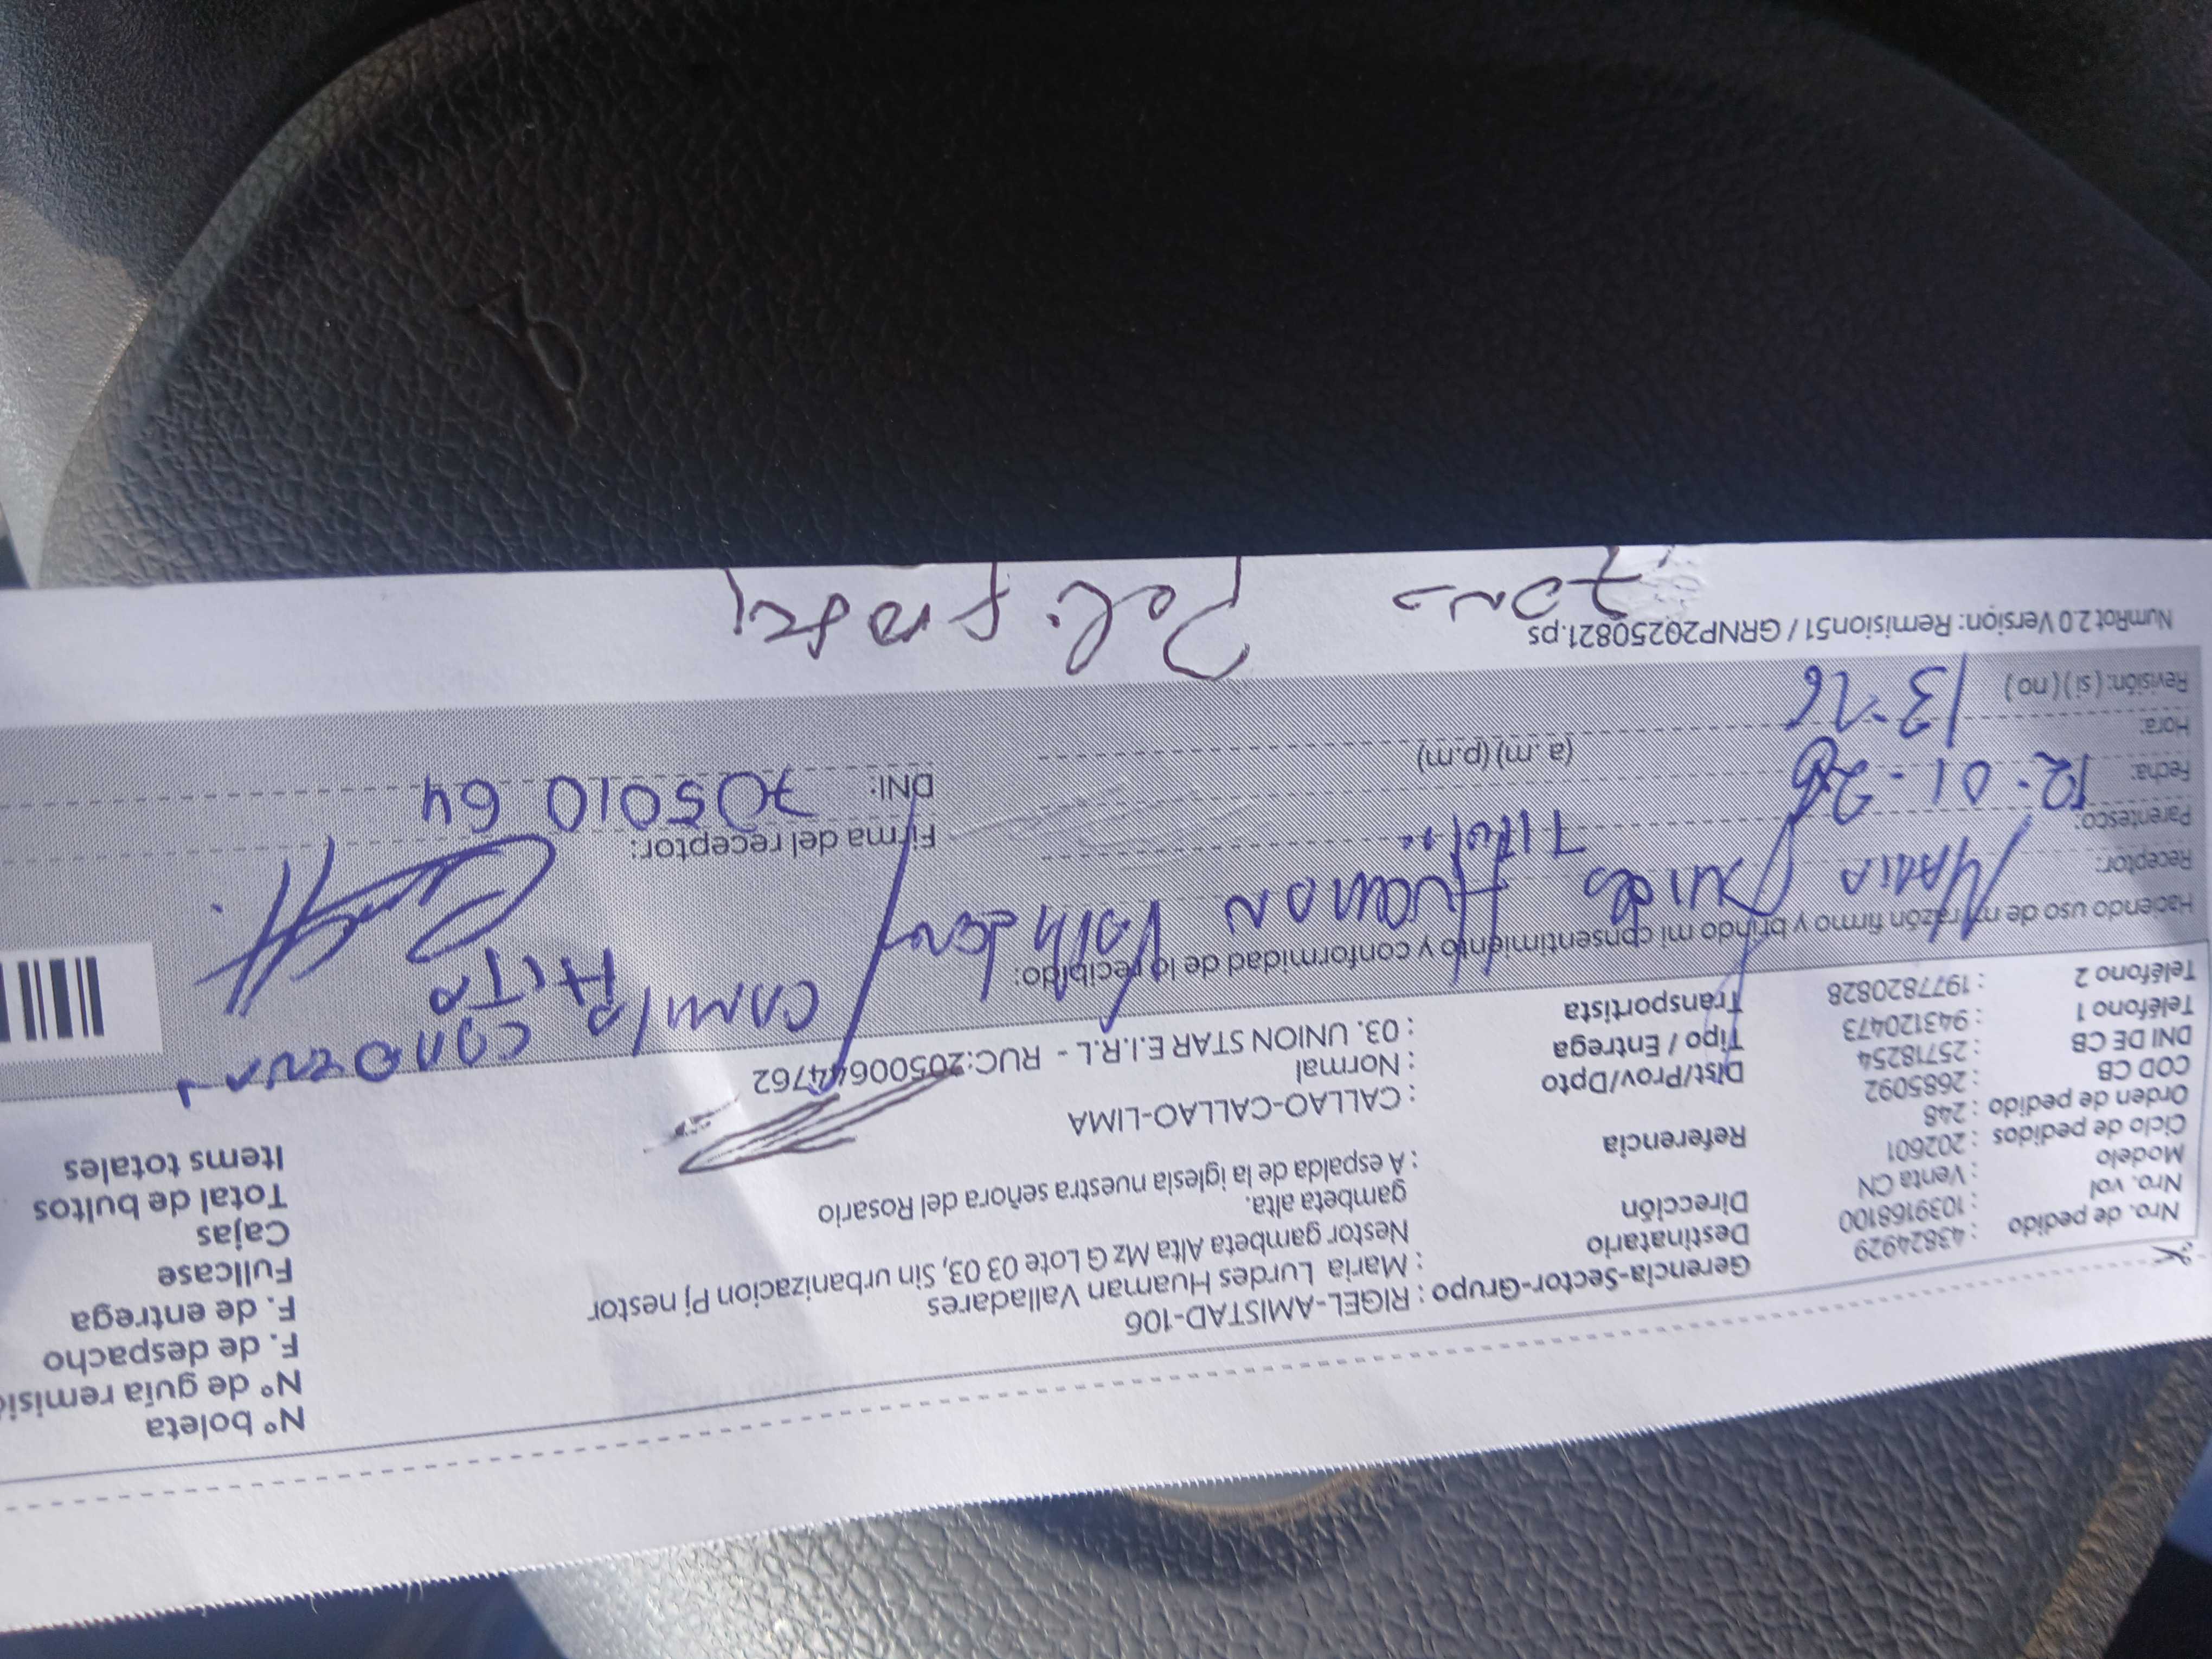 Nro. de pedido : 43824929
Nro. vol : 1039168100
Modelo : Venta CN
Ciclo de pedidos : 202601
Orden de pedido : 248
COD CB : 2685092
DNI DE CB : 25718254
Teléfono 1 : 943120473
Teléfono 2 : 1977820828
Gerencia-Sector-Grupo : RIGEL-AMISTAD-106
Destinatario : Maria Lurdes Huaman Valladares
Dirección Nestor gambeta Alta Mz G Lote 03 03, Sin urbanizacion Pj nestor
gambeta alta.
Referencia : A espalda de la iglesia nuestra señora del Rosario
Dist/Prov/Dpto : CALLAO-CALLAO-LIMA
Tipo / Entrega : Normal
Transportista : 03. UNION STAR E.I.R.L - RUC:20500644762
N° boleta
N° de guía remisi
F. de despacho
F. de entrega
Fullcase
Cajas
Total de bultos
Items totales
Haciendo uso de mi razón firmo y brindo mi consentimiento y conformidad de lo recibido:
Receptor: Maria Lurdes Huaman
Parentesco: Titular
Fecha: 12-01-26
Hora: (a.m) (p.m)
13:16
Revisión: ( si ) ( no )
Firma del receptor:
DNI: 70501064
NumRot 2.0 Version: Remision51 / GRNP20250821.ps
Zona